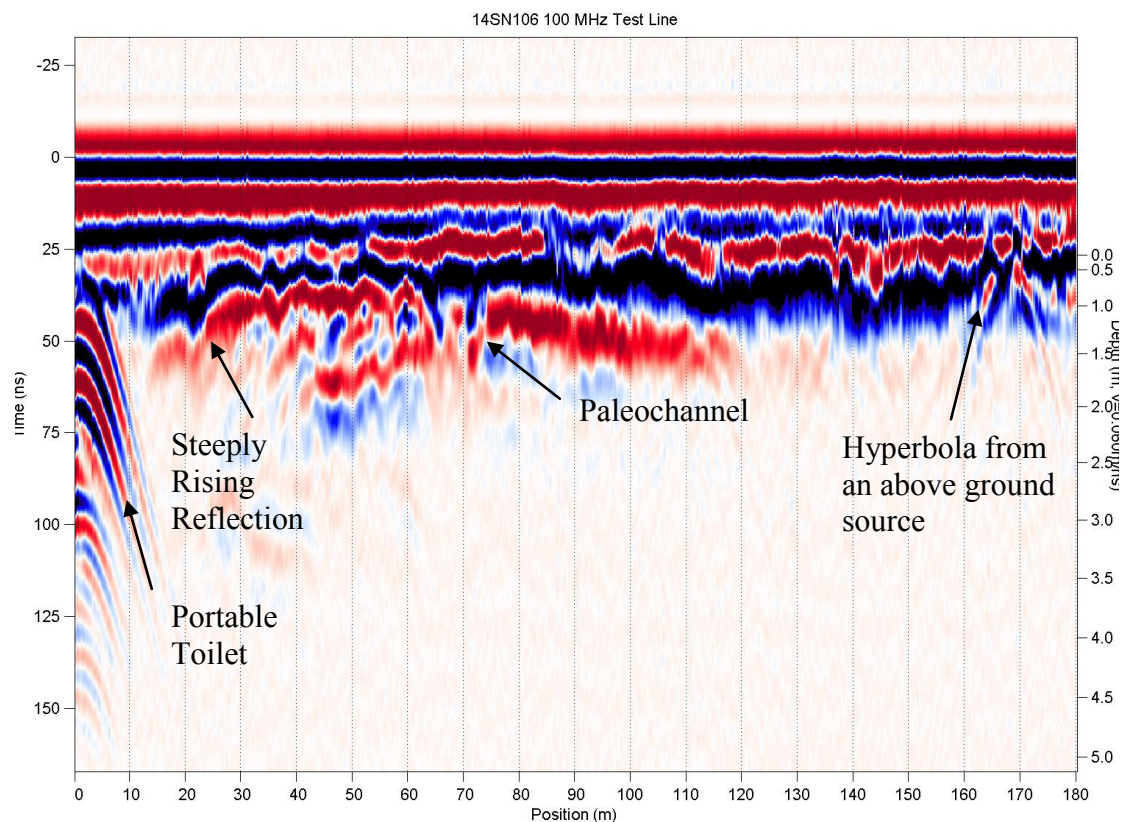 14SN106 100 MHz Test Line
-25
0
25
50
75
100
125
150
Time (ns)
0.0
0.5
1.0
1.5
2.0
2.5
3.0
3.5
4.0
4.5
5.0
Depth (m,
Steeply
Rising
Reflection
Portable
Toilet
Paleochannel
Hyperbola from
an above ground
source
0 10 20 30 40 50 60 70 80 90 100 110 120 130 140 150 160 170 180
Position (m)